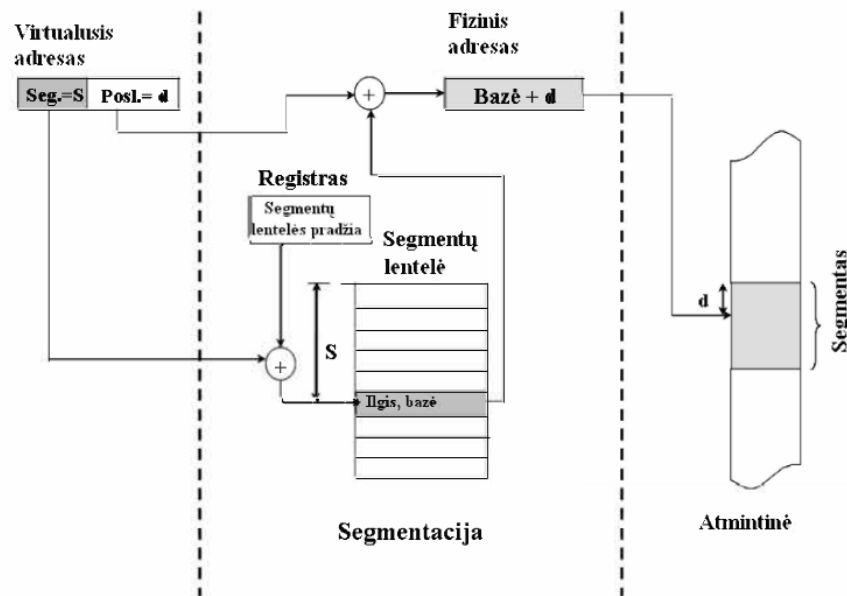 Virtualusis
adresas
Seg.=S
Posl.= d
Fizinis
adresas
+
Bazė + d
Registras
Segmentų
lentelės pradžia
Segmentų
lentelė
S
+
Ilgis, bazė
d
Segmentas
Segmentacija
Atmintinė